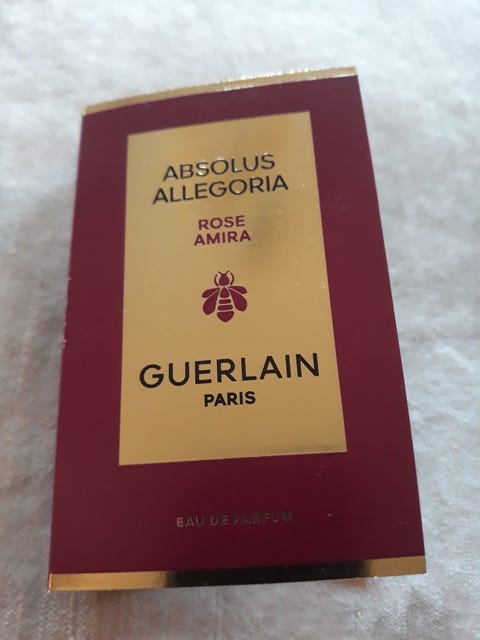 ABSOLUS
ALLEGORIA
ROSE
AMIRA
GUERLAIN
PARIS
EAU DE PARFUM